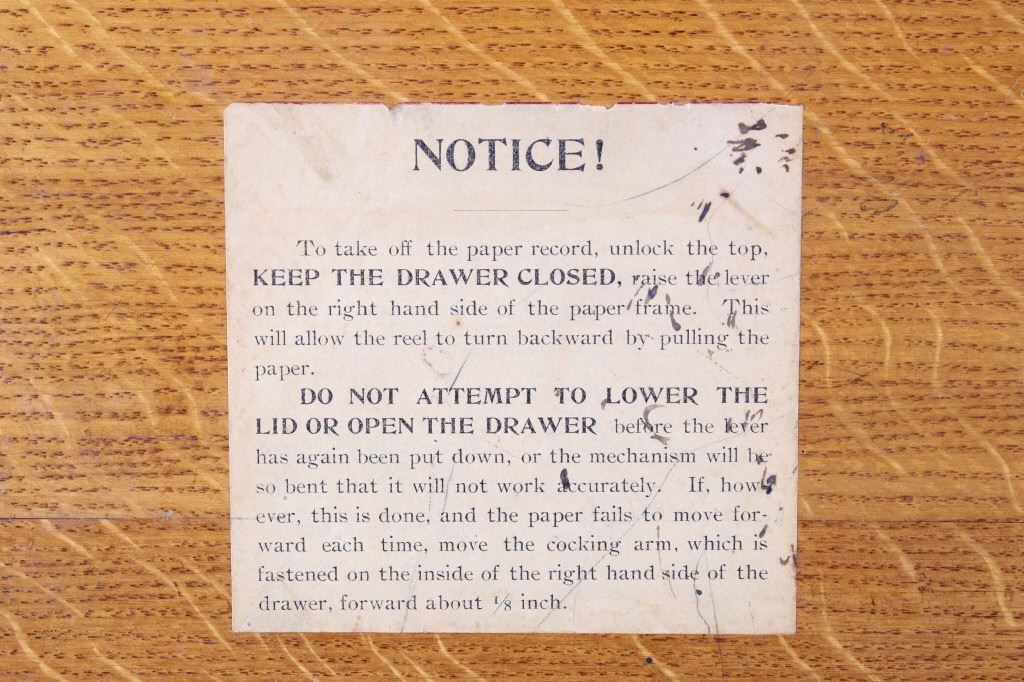 NOTICE!
To take off the paper record, unlock the top,
KEEP THE DRAWER CLOSED, raise the lever
on the right hand side of the paper frame. This
will allow the reel to turn backward by pulling the
paper.
DO NOT ATTEMPT TO LOWER THE
LID OR OPEN THE DRAWER before the lever
has again been put down, or the mechanism will be
so bent that it will not work accurately. If, how-
ever, this is done, and the paper fails to move for-
ward each time, move the cocking arm, which is
fastened on the inside of the right hand side of the
drawer, forward about 1/8 inch.